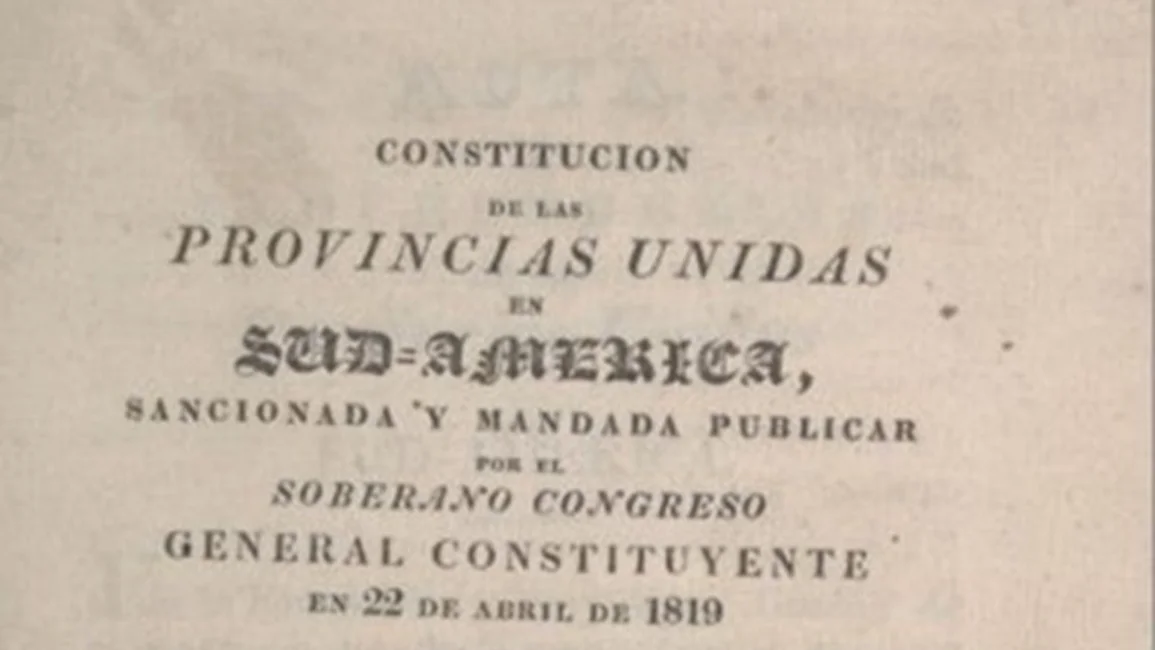 CONSTITUCION
DE LAS
PROVINCIAS UNIDAS
EN
SUD=AMERICA,
SANCIONADA Y MANDADA PUBLICAR
POR EL
SOBERANO CONGRESO
GENERAL CONSTITUYENTE
EN 22 DE ABRIL DE 1819